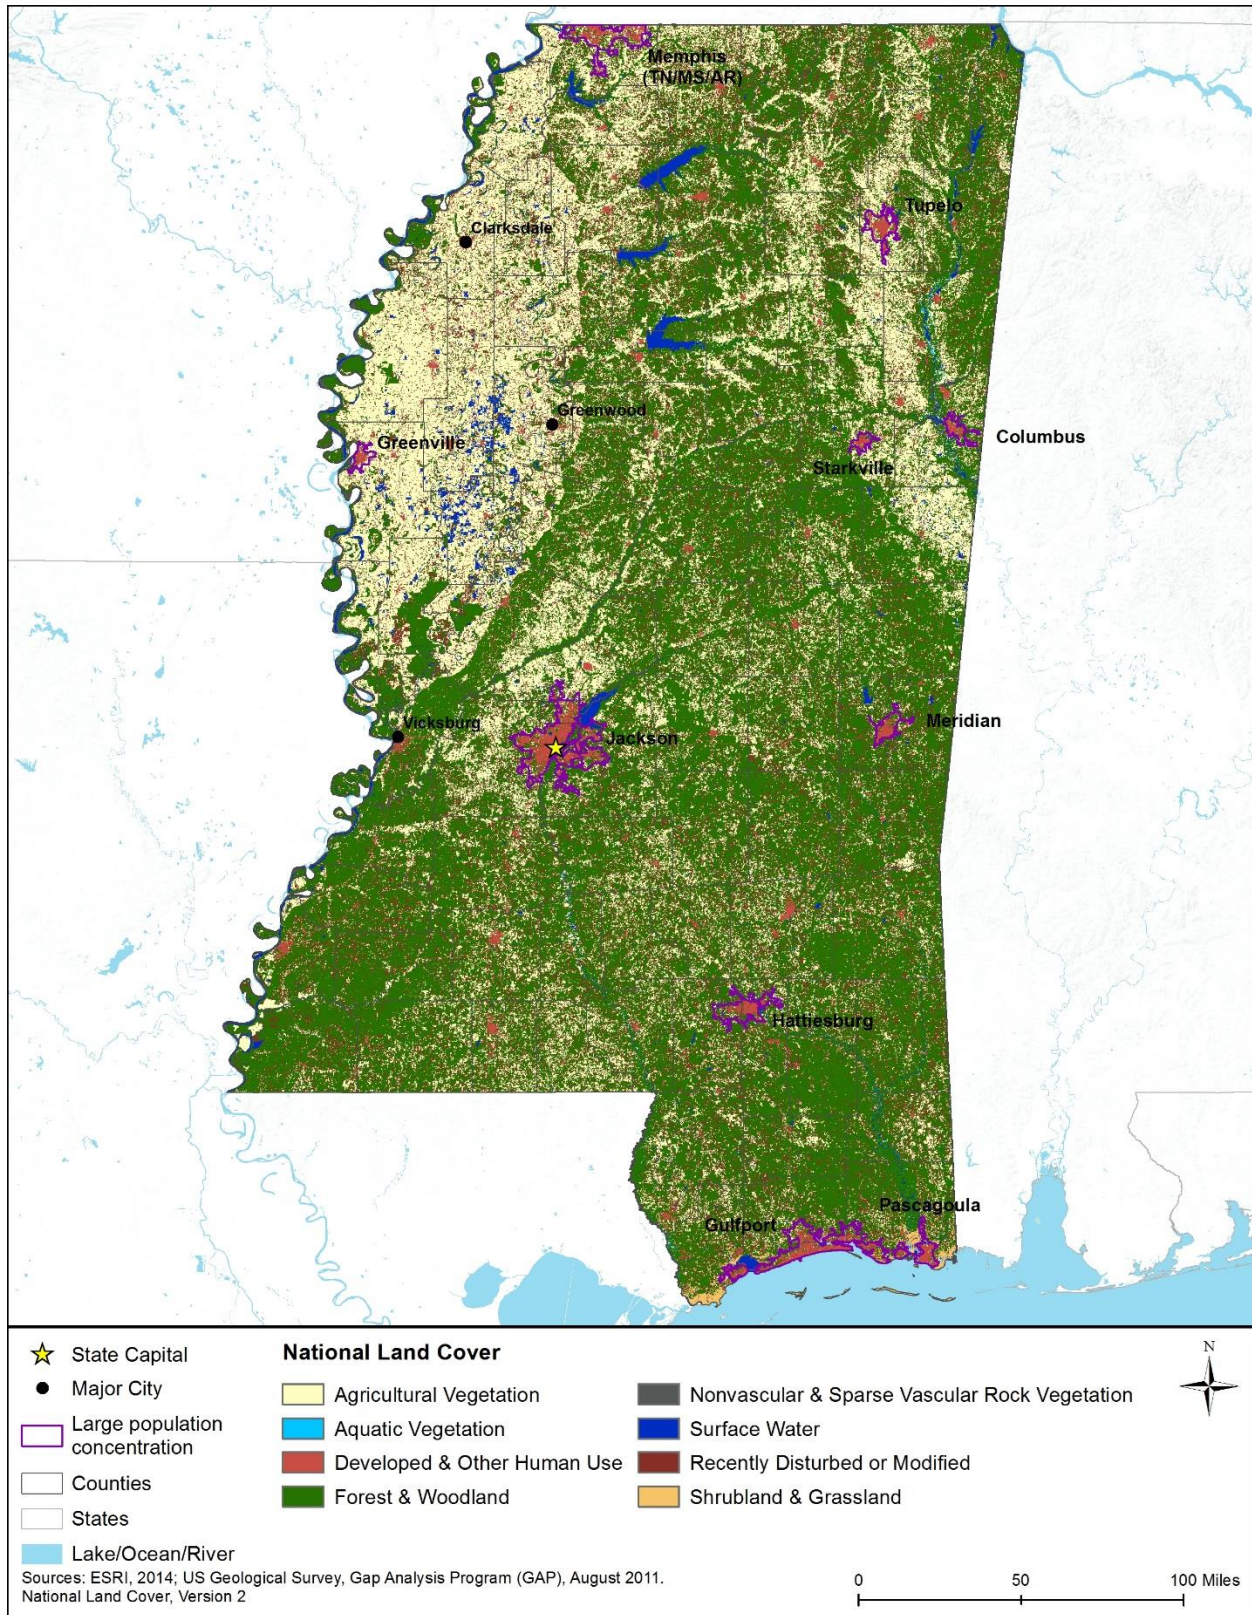 Memphis
(TN/MS/AR)
Tupelo
Clarksdale
Greenwood
Greenville
Columbus
Starkville
Vicksburg
Jackson
Meridian
Hattiesburg
Pascagoula
Gulfport
State Capital
Major City
Large population
concentration
Counties
States
Lake/Ocean/River
National Land Cover
Agricultural Vegetation
Aquatic Vegetation
Developed & Other Human Use
Forest & Woodland
Nonvascular & Sparse Vascular Rock Vegetation
Surface Water
Recently Disturbed or Modified
Shrubland & Grassland
N
Sources: ESRI, 2014; US Geological Survey, Gap Analysis Program (GAP), August 2011.
National Land Cover, Version 2
0 50 100 Miles